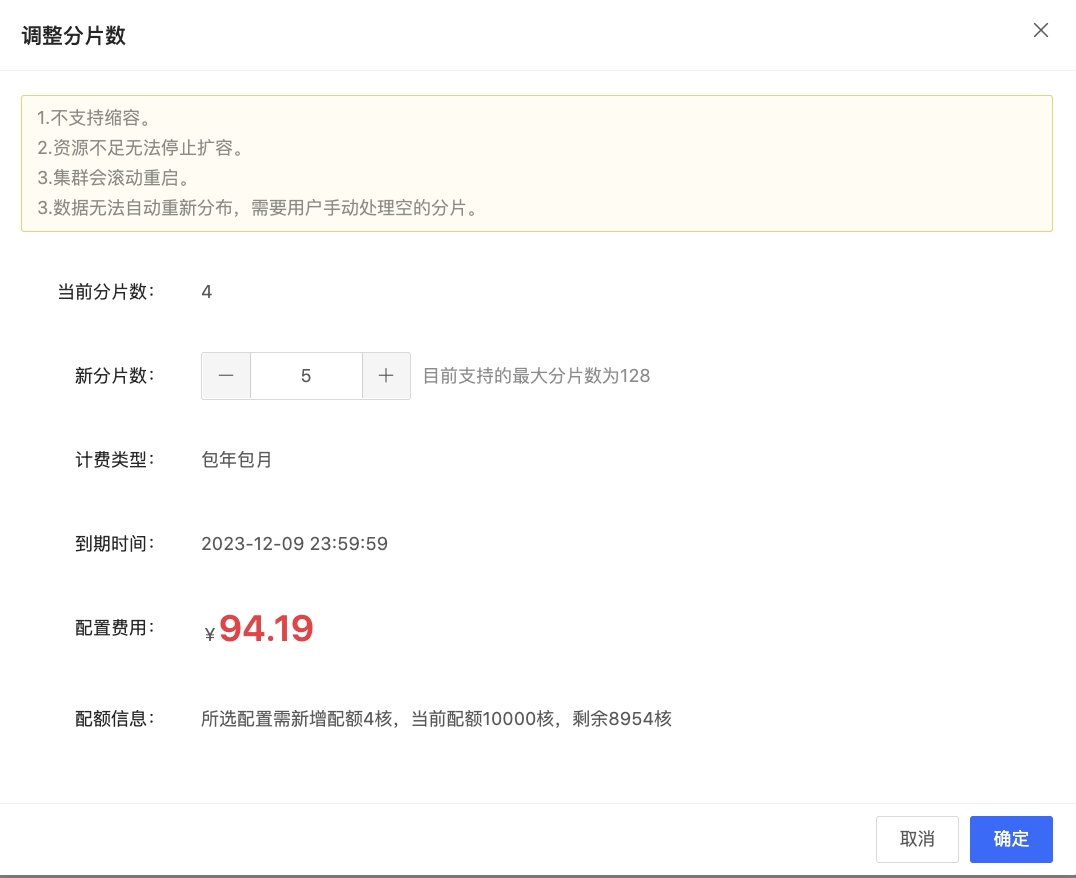 调整分片数
1.不支持缩容。
2.资源不足无法停止扩容。
3.集群会滚动重启。
3.数据无法自动重新分布，需要用户手动处理空的分片。
当前分片数： 4
新分片数： 5 目前支持的最大分片数为128
计费类型： 包年包月
到期时间： 2023-12-09 23:59:59
配置费用： ¥94.19
配额信息： 所选配置需新增配额4核，当前配额10000核，剩余8954核
取消 确定